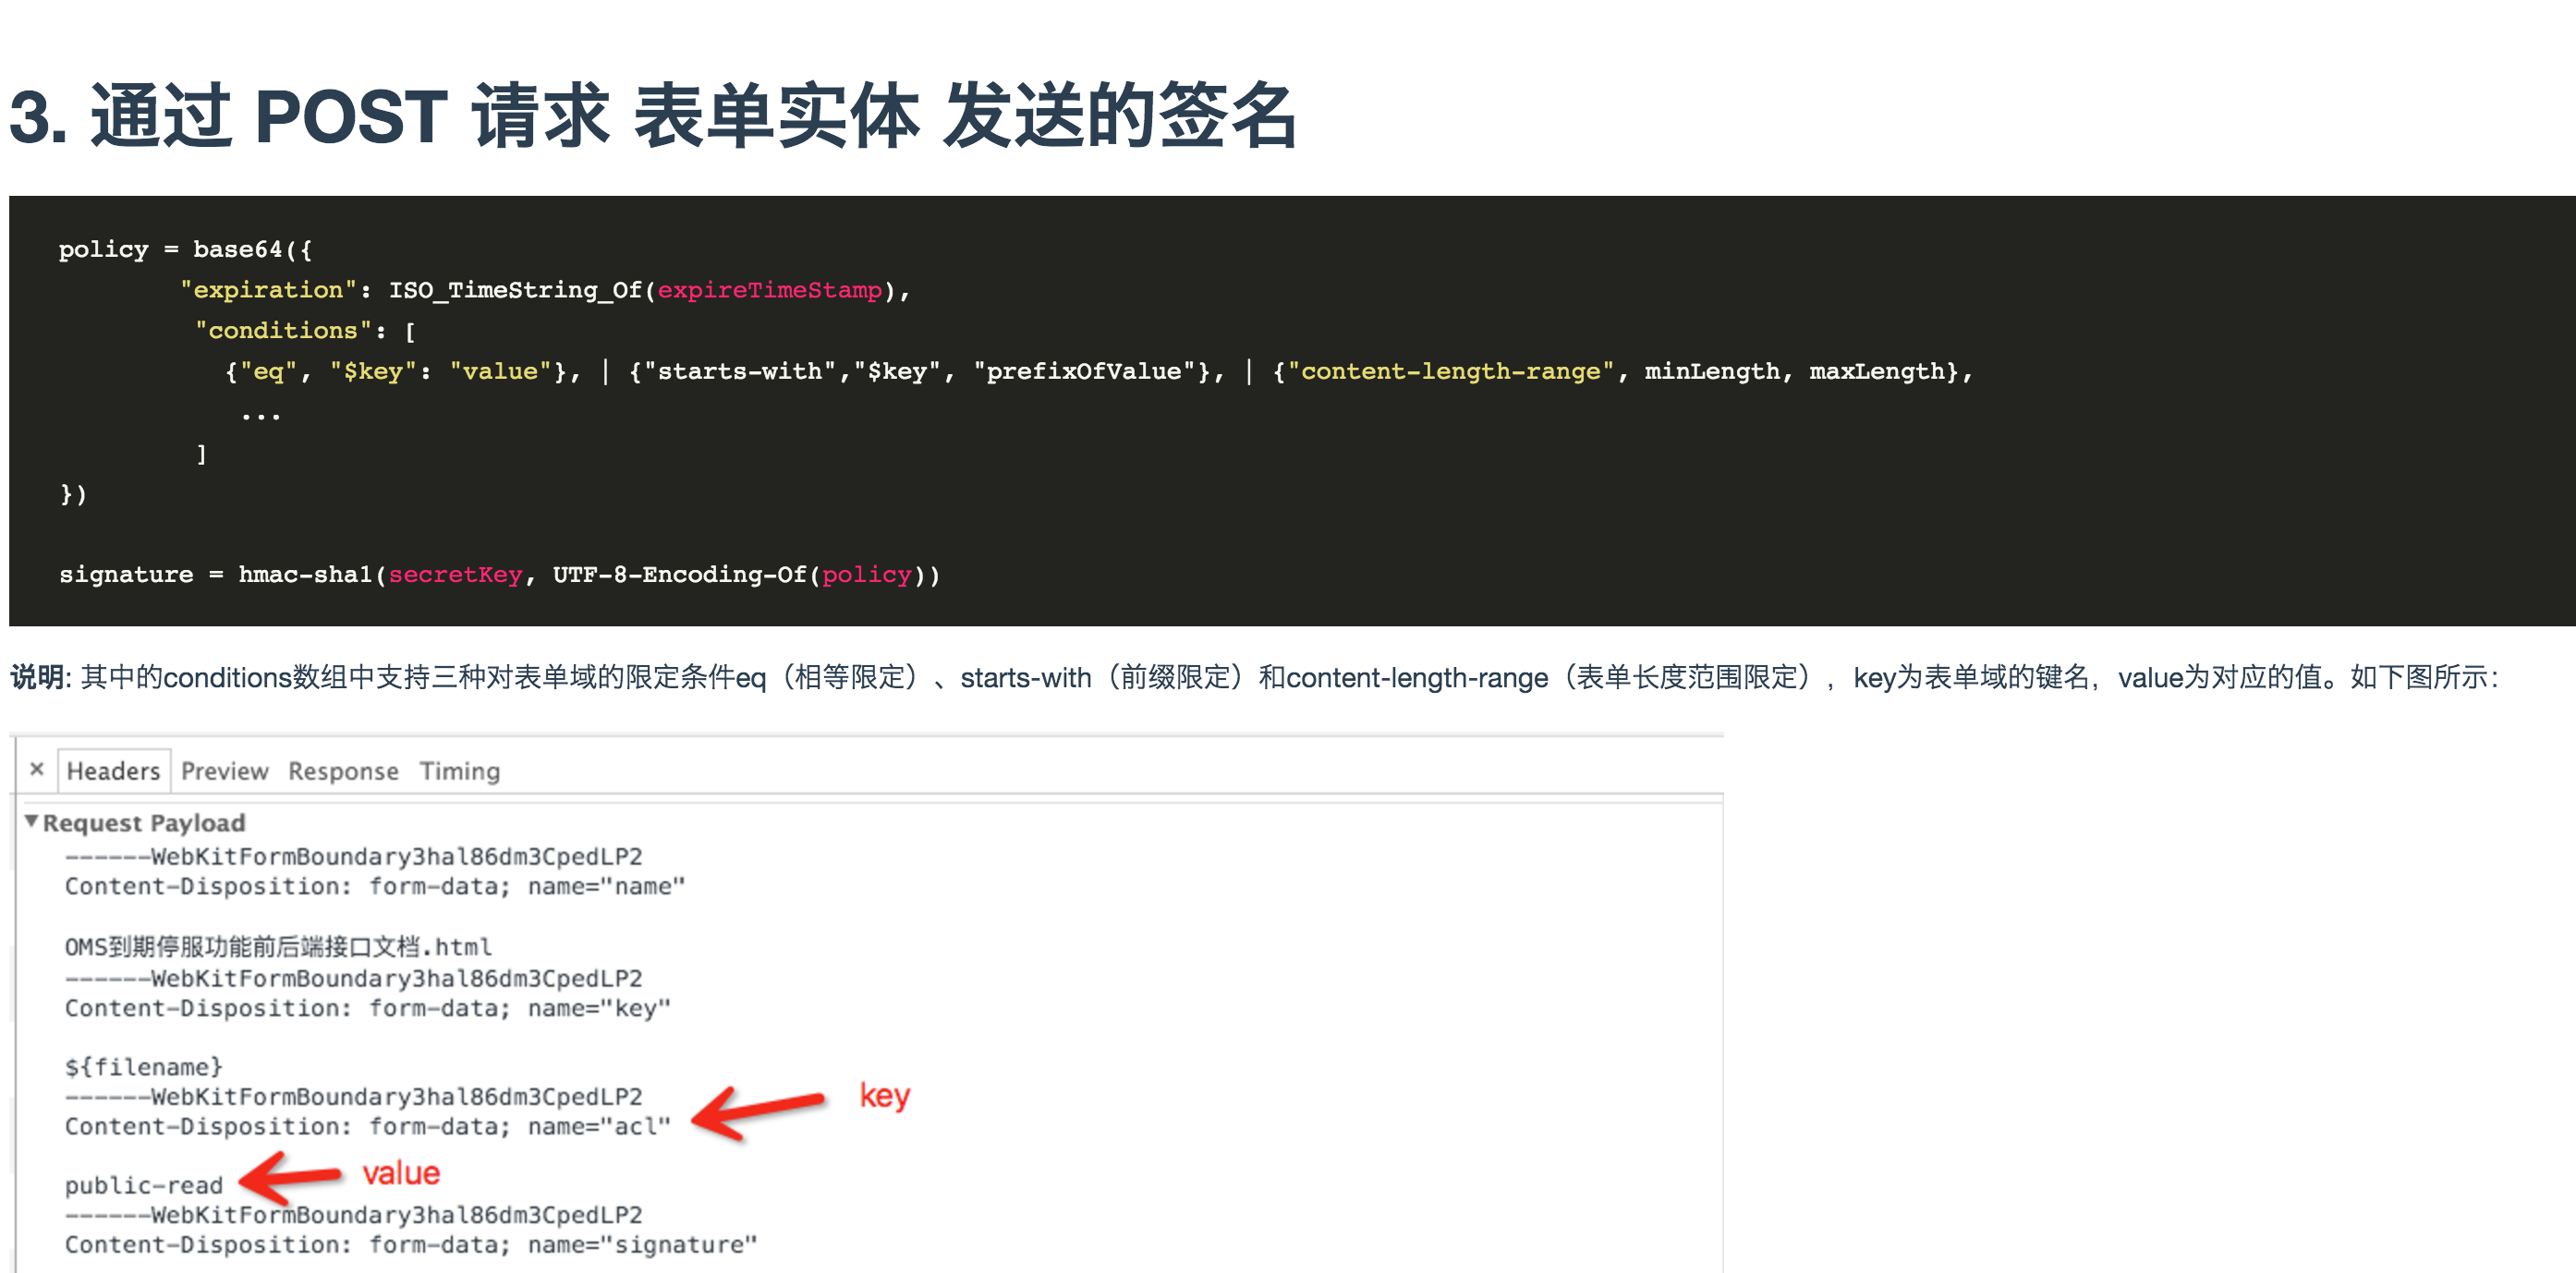 3. 通过 POST 请求 表单实体 发送的签名
policy = base64({
"expiration": ISO_TimeString_Of(expireTimeStamp),
"conditions": [
{"eq", "$key": "value"}, | {"starts-with","$key", "prefixOfValue"}, | {"content-length-range", minLength, maxLength},
...
]
})
signature = hmac-sha1(secretKey, UTF-8-Encoding-Of(policy))
说明: 其中的conditions数组中支持三种对表单域的限定条件eq（相等限定）、starts-with（前缀限定）和content-length-range（表单长度范围限定），key为表单域的键名，value为对应的值。如下图所示：
× Headers Preview Response Timing
▼Request Payload
------WebKitFormBoundary3hal86dm3CpedLP2
Content-Disposition: form-data; name="name"
OMS到期停服功能前后端接口文档.html
------WebKitFormBoundary3hal86dm3CpedLP2
Content-Disposition: form-data; name="key"
${filename}
------WebKitFormBoundary3hal86dm3CpedLP2
key
Content-Disposition: form-data; name="acl"
value
public-read
------WebKitFormBoundary3hal86dm3CpedLP2
Content-Disposition: form-data; name="signature"